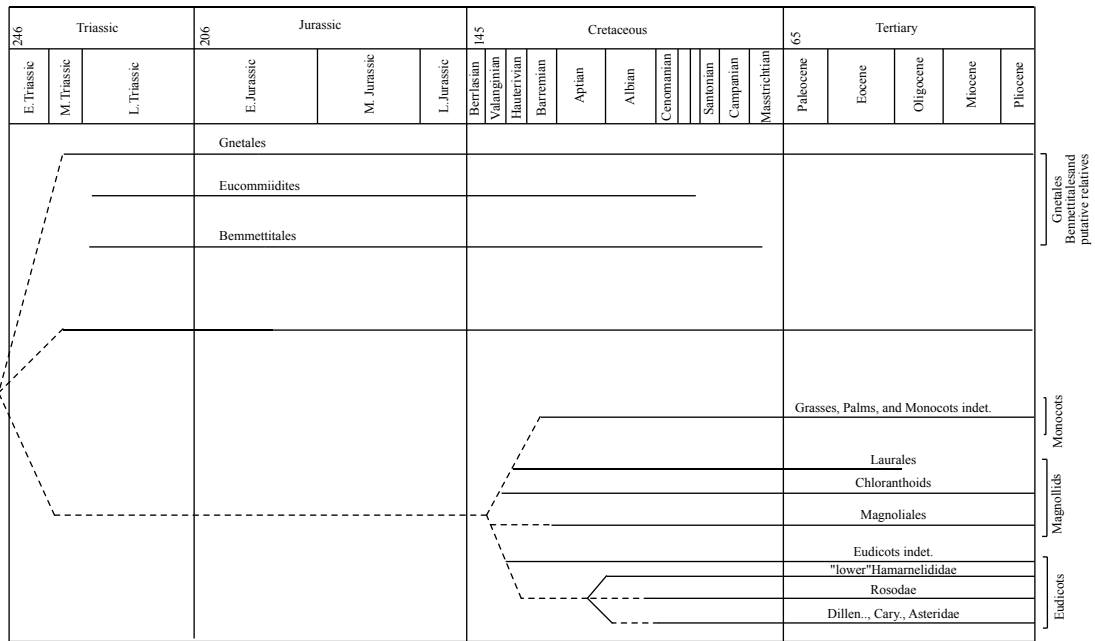 246
Triassic
206
Jurassic
145
Cretaceous
65
Tertiary
E.Triassic
M.Triassic
L.Triassic
E.Jurassic
M. Jurassic
L.Jurassic
Berrlasian
Valanginian
Hauterivian
Barrenian
Aptian
Albian
Cenomanian
Santonian
Campanian
Masstrichtian
Paleocene
Eocene
Oligocene
Miocene
Pliocene
Gnetales
Eucommiidites
Bemmettitales
Gnetales
Bennettitalesand
putative relatives
Grasses, Palms, and Monocots indet.
Monocots
Laurales
Chloranthoids
Magnoliales
Magnollids
Eudicots indet.
"lower"Hamarnelididae
Rosodae
Dillen.., Cary., Asteridae
Eudicots